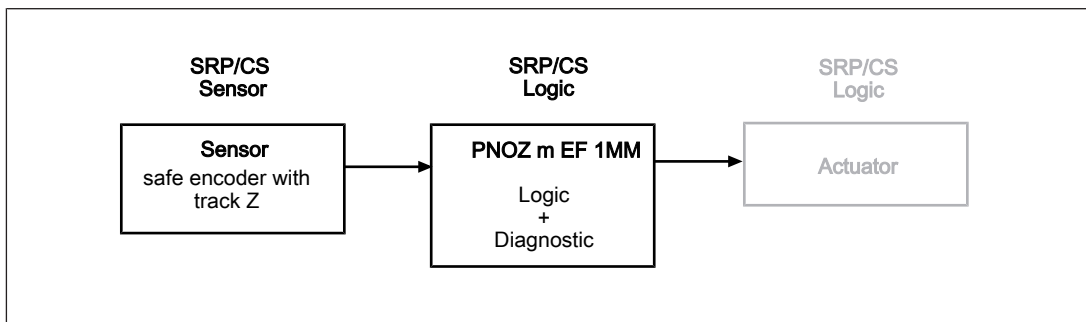 SRP/CS
Sensor
SRP/CS
Logic
SRP/CS
Logic
Sensor
safe encoder with
track Z
PNOZ m EF 1MM
Logic
+
Diagnostic
Actuator